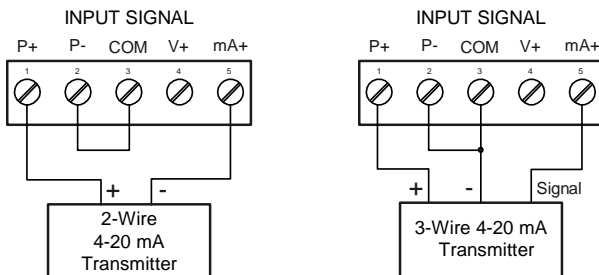 INPUT SIGNAL
P+ P- COM V+ mA+
1 2 3 4 5
+ -
2-Wire
4-20 mA
Transmitter
INPUT SIGNAL
P+ P- COM V+ mA+
1 2 3 4 5
+ - Signal
3-Wire 4-20 mA
Transmitter